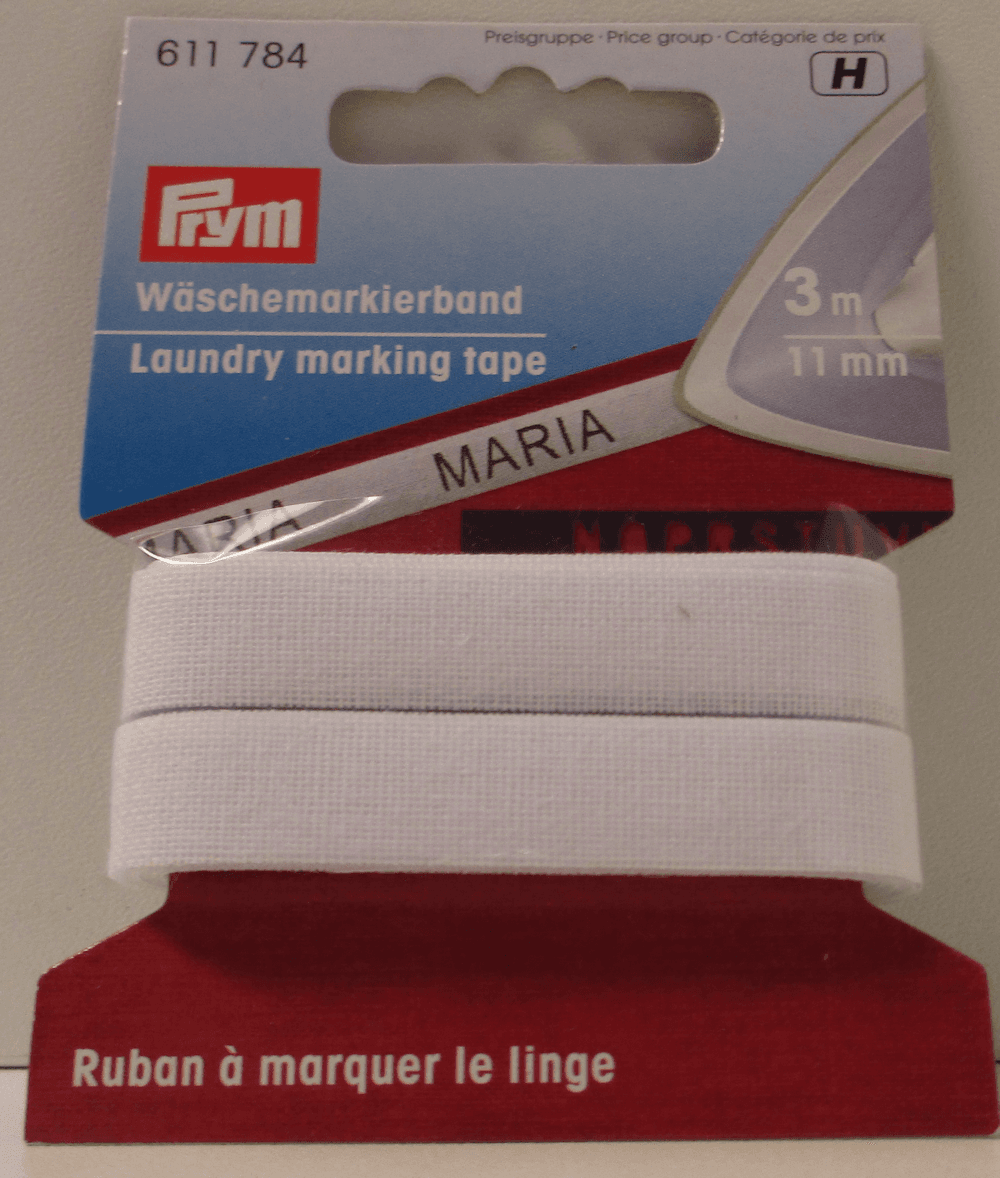 611 784
Preisgruppe · Price group · Catégorie de prix
H
Prym
Wäschemarkierband
Laundry marking tape
3 m
11 mm
MARIA
MARIA
Ruban à marquer le linge